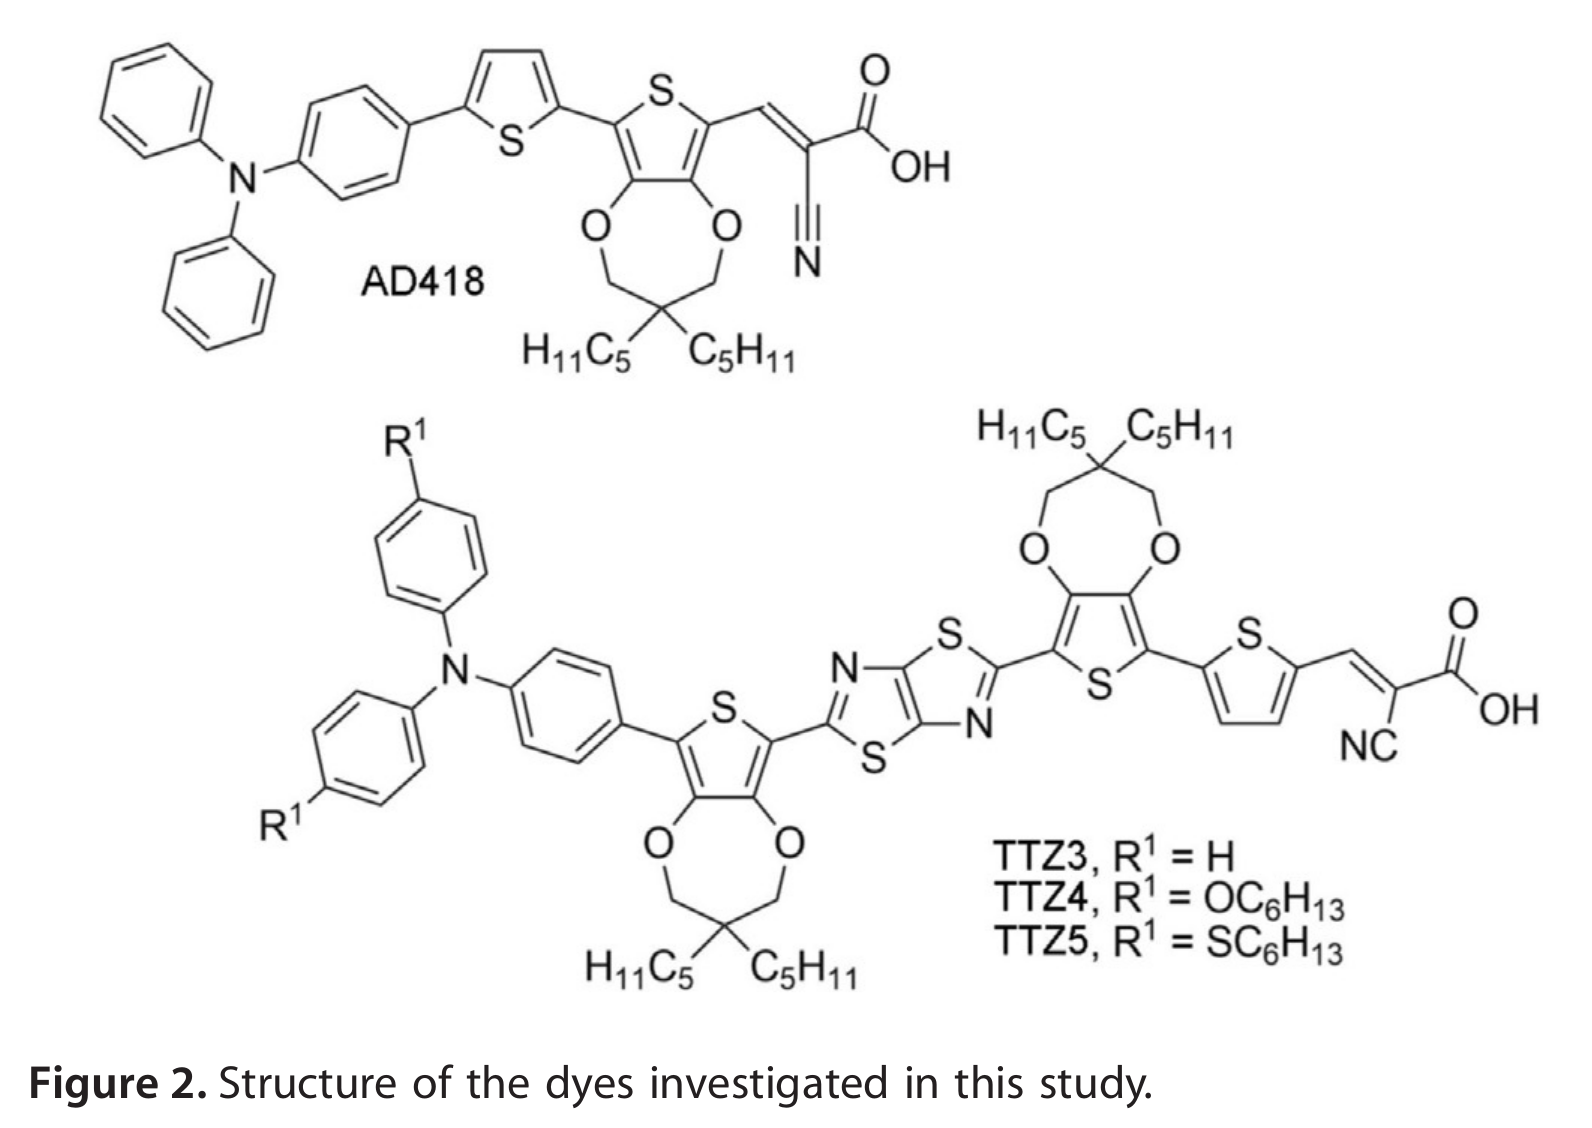 S
O
S
OH
N
O
O
N
AD418
H₁₁C₅ C₅H₁₁
R¹
H₁₁C₅ C₅H₁₁
O O
O
S
S
N
N
S
OH
S
N
S
NC
R¹
O O
TTZ3, R¹ = H
TTZ4, R¹ = OC₆H₁₃
TTZ5, R¹ = SC₆H₁₃
H₁₁C₅ C₅H₁₁
Figure 2. Structure of the dyes investigated in this study.